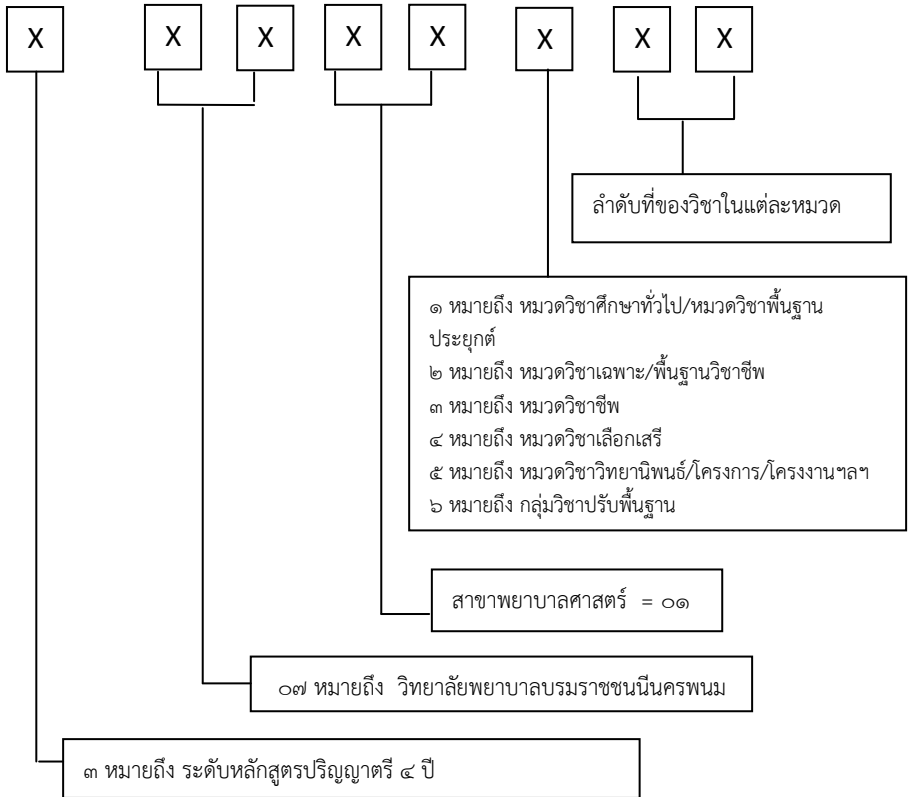 X X X X X X X X
ลำดับที่ของวิชาในแต่ละหมวด
๑ หมายถึง หมวดวิชาศึกษาทั่วไป/หมวดวิชาพื้นฐาน
ประยุกต์
๒ หมายถึง หมวดวิชาเฉพาะ/พื้นฐานวิชาชีพ
๓ หมายถึง หมวดวิชาชีพ
๔ หมายถึง หมวดวิชาเลือกเสรี
๕ หมายถึง หมวดวิชาวิทยานิพนธ์/โครงการ/โครงงานฯลฯ
๖ หมายถึง กลุ่มวิชาปรับพื้นฐาน
สาขาพยาบาลศาสตร์ = ๐๑
๐๗ หมายถึง วิทยาลัยพยาบาลบรมราชชนนีนครพนม
๓ หมายถึง ระดับหลักสูตรปริญญาตรี ๔ ปี